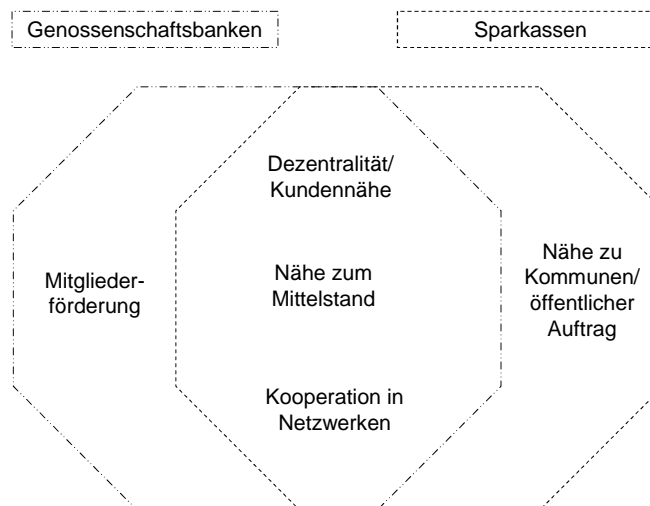 Genossenschaftsbanken
Sparkassen
Dezentralität/
Kundennähe
Mitglieder-
förderung
Nähe zum
Mittelstand
Nähe zu
Kommunen/
öffentlicher
Auftrag
Kooperation in
Netzwerken